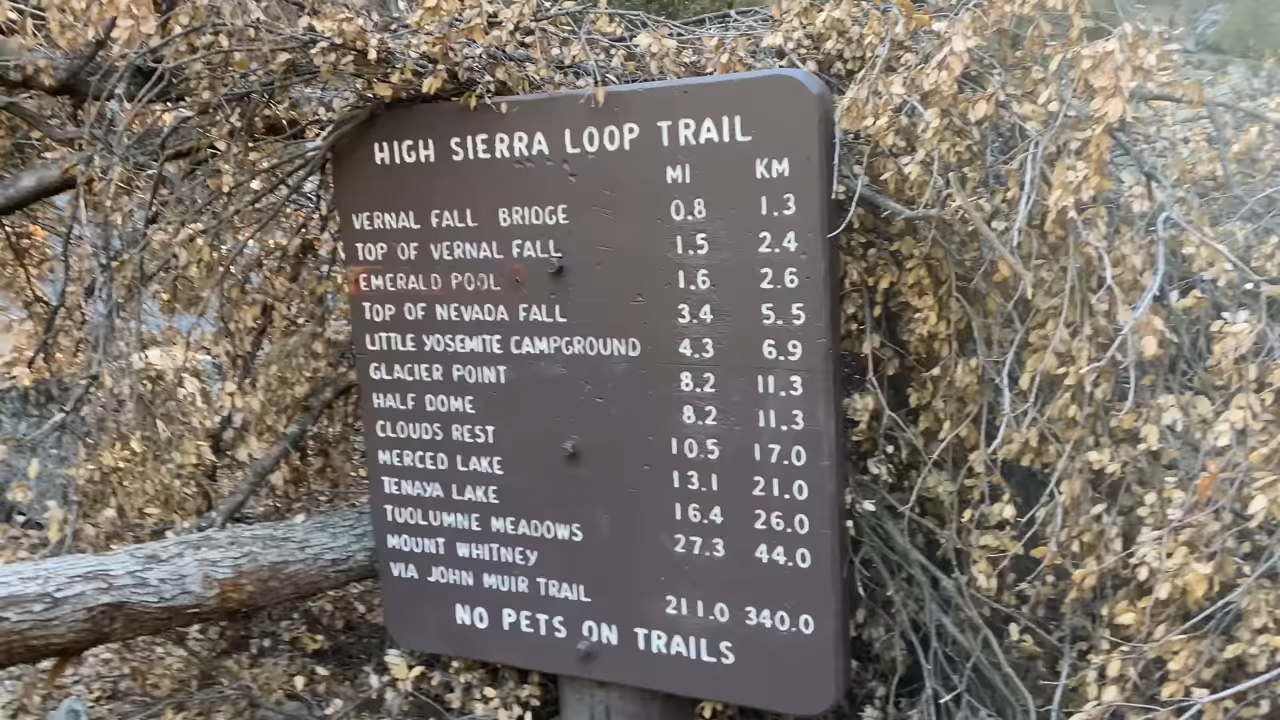 HIGH SIERRA LOOP TRAIL
MI KM
VERNAL FALL BRIDGE 0.8 1.3
TOP OF VERNAL FALL 1.5 2.4
EMERALD POOL 1.6 2.6
TOP OF NEVADA FALL 3.4 5.5
LITTLE YOSEMITE CAMPGROUND 4.3 6.9
GLACIER POINT 8.2 11.3
HALF DOME 8.2 11.3
CLOUDS REST 10.5 17.0
MERCED LAKE 13.1 21.0
TENAYA LAKE 16.4 26.0
TUOLUMNE MEADOWS 27.3 44.0
MOUNT WHITNEY
VIA JOHN MUIR TRAIL 211.0 340.0
NO PETS ON TRAILS